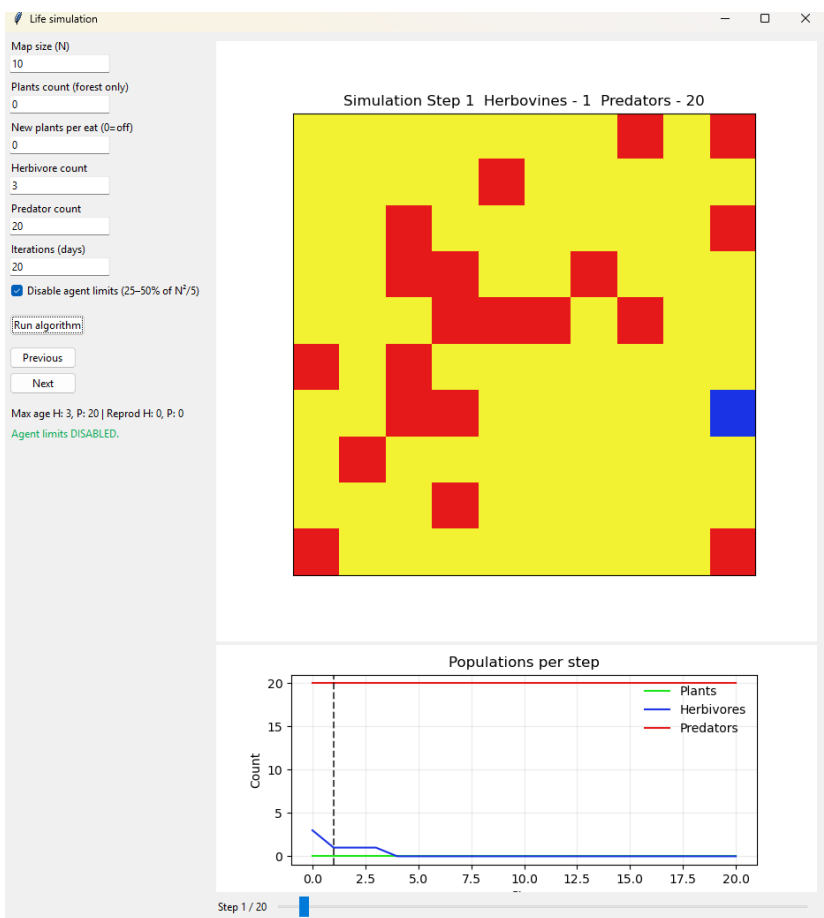 Life simulation
Map size (N)
10
Plants count (forest only)
0
New plants per eat (0=off)
0
Herbivore count
3
Predator count
20
Iterations (days)
20
Disable agent limits (25–50% of N²/5)
Run algorithm
Previous
Next
Max age H: 3, P: 20 | Reprod H: 0, P: 0
Agent limits DISABLED.
Simulation Step 1 Herbovines - 1 Predators - 20
Populations per step
Count
20
15
10
5
0
Plants
Herbivores
Predators
0.0 2.5 5.0 7.5 10.0 12.5 15.0 17.5 20.0
Step 1 / 20